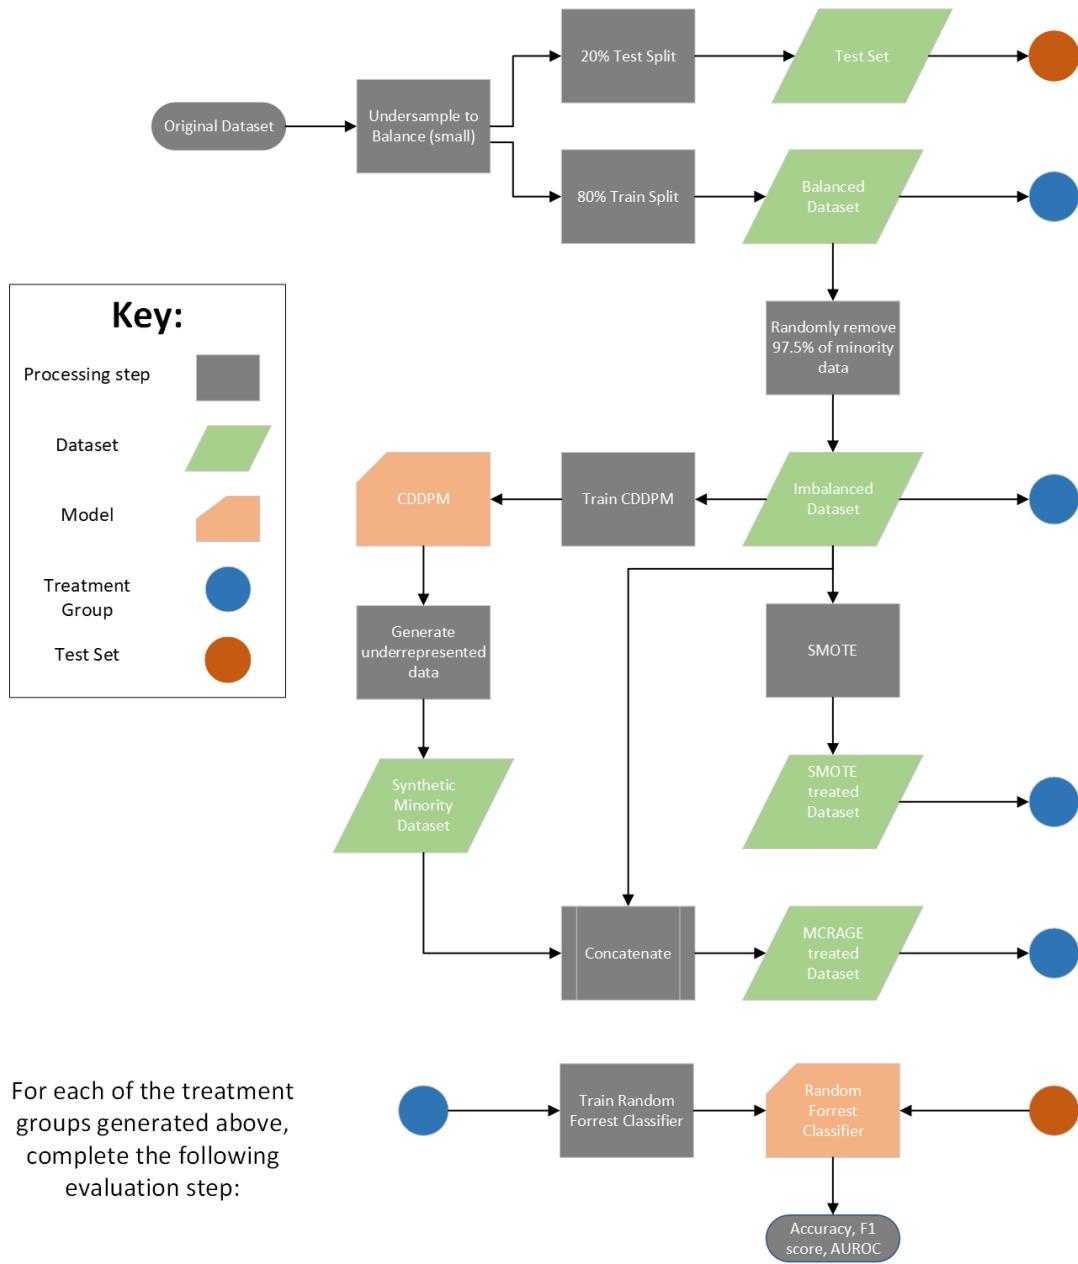 20% Test Split
Test Set
Original Dataset
Undersample to
Balance (small)
80% Train Split
Balanced
Dataset
Key:
Processing step
Dataset
Model
Treatment
Group
Test Set
Randomly remove
97.5% of minority
data
CDDPM
Train CDDPM
Imbalanced
Dataset
Generate
underrepresented
data
SMOTE
Synthetic
Minority
Dataset
SMOTE
treated
Dataset
Concatenate
MCRAGE
treated
Dataset
For each of the treatment
groups generated above,
complete the following
evaluation step:
Train Random
Forrest Classifier
Random
Forrest
Classifier
Accuracy, F1
score, AUROC